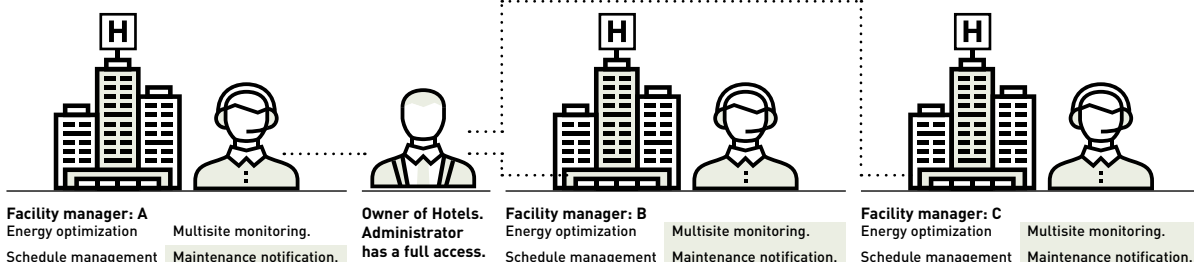 H
H
H
Facility manager: A
Energy optimization
Multisite monitoring.
Schedule management
Maintenance notification.
Owner of Hotels.
Administrator
has a full access.
Facility manager: B
Energy optimization
Multisite monitoring.
Schedule management
Maintenance notification.
Facility manager: C
Energy optimization
Multisite monitoring.
Schedule management
Maintenance notification.